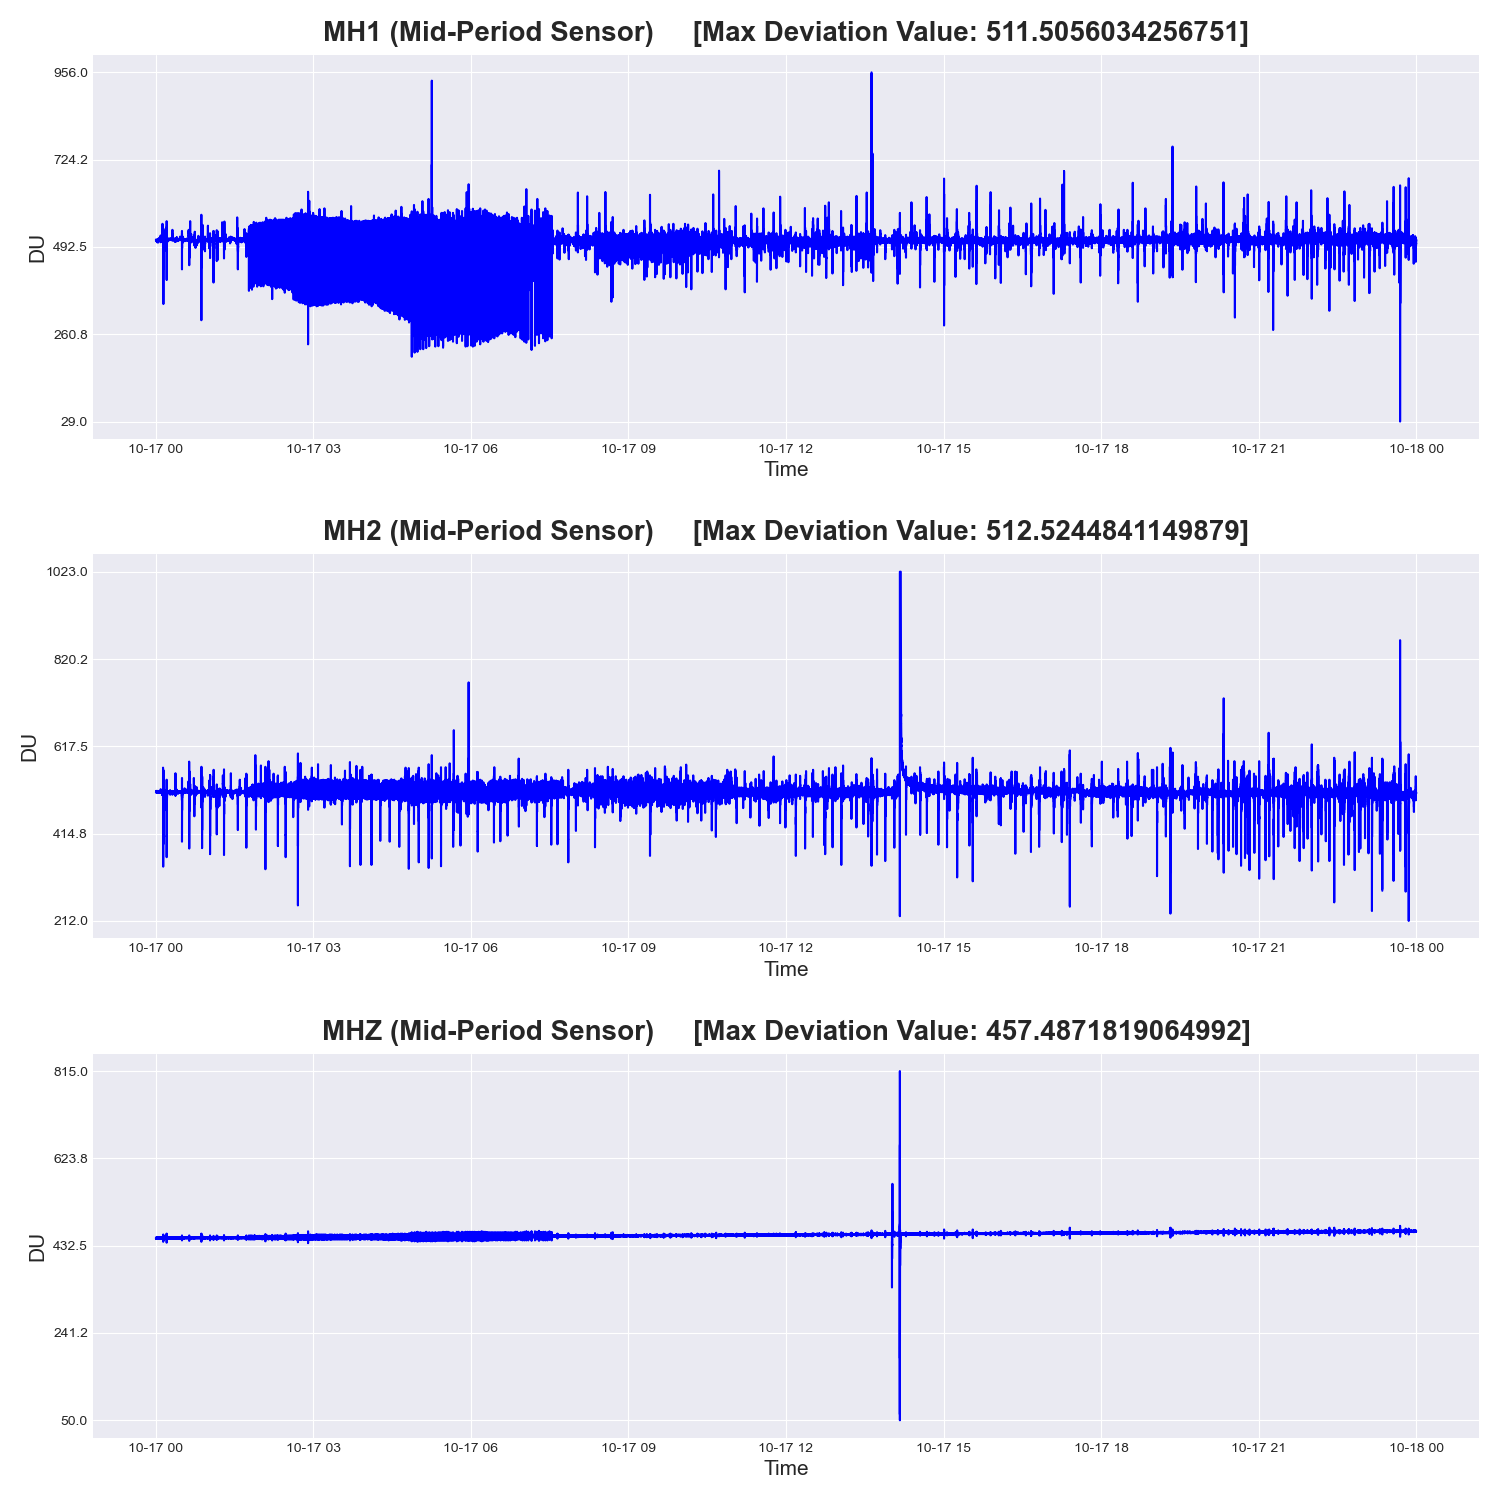 MH1 (Mid-Period Sensor) [Max Deviation Value: 511.5056034256751]
956.0
724.2
492.5
260.8
29.0
DU
10-17 00 10-17 03 10-17 06 10-17 09 10-17 12 10-17 15 10-17 18 10-17 21 10-18 00
Time
MH2 (Mid-Period Sensor) [Max Deviation Value: 512.5244841149879]
1023.0
820.2
617.5
414.8
212.0
DU
10-17 00 10-17 03 10-17 06 10-17 09 10-17 12 10-17 15 10-17 18 10-17 21 10-18 00
Time
MHZ (Mid-Period Sensor) [Max Deviation Value: 457.4871819064992]
815.0
623.8
432.5
241.2
50.0
DU
10-17 00 10-17 03 10-17 06 10-17 09 10-17 12 10-17 15 10-17 18 10-17 21 10-18 00
Time